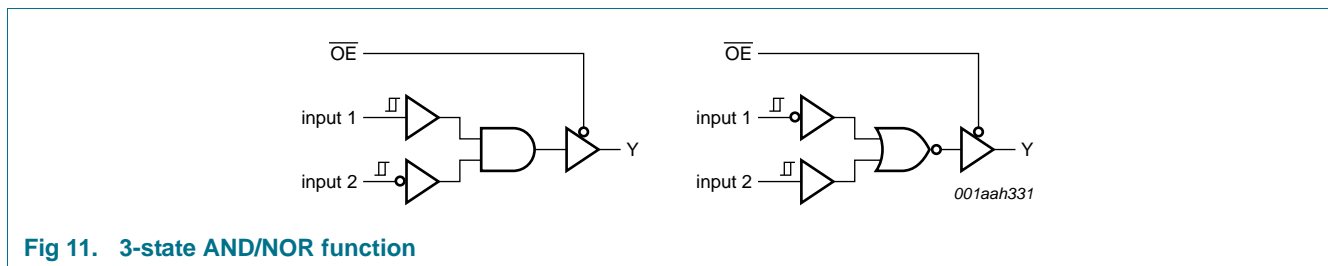 OE OE
input 1 input 1
Y Y
input 2 input 2
001aah331
Fig 11. 3-state AND/NOR function